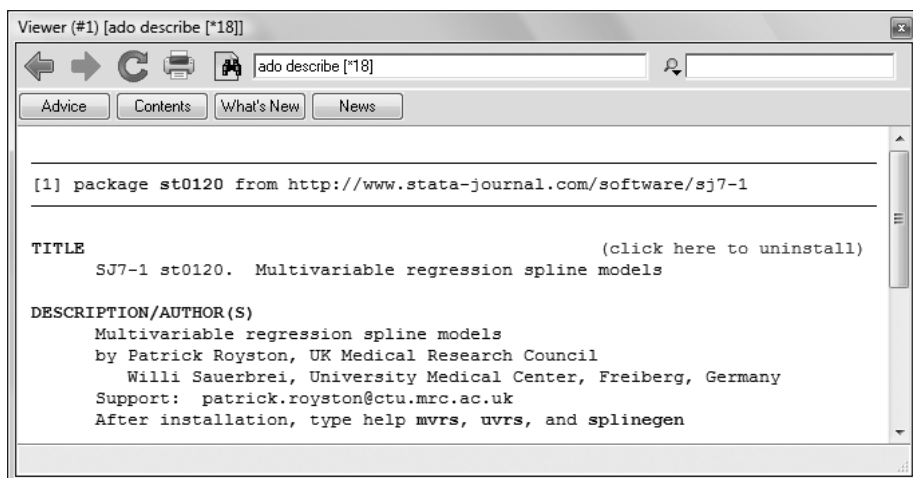 Viewer (#1) [ado describe [*18]]
ado describe [*18]
Advice Contents What's New News
[1] package st0120 from http://www.stata-journal.com/software/sj7-1
TITLE (click here to uninstall)
SJ7-1 st0120. Multivariable regression spline models
DESCRIPTION/AUTHOR(S)
Multivariable regression spline models
by Patrick Royston, UK Medical Research Council
Willi Sauerbrei, University Medical Center, Freiberg, Germany
Support: patrick.royston@ctu.mrc.ac.uk
After installation, type help mvrs, uvrs, and splinegen